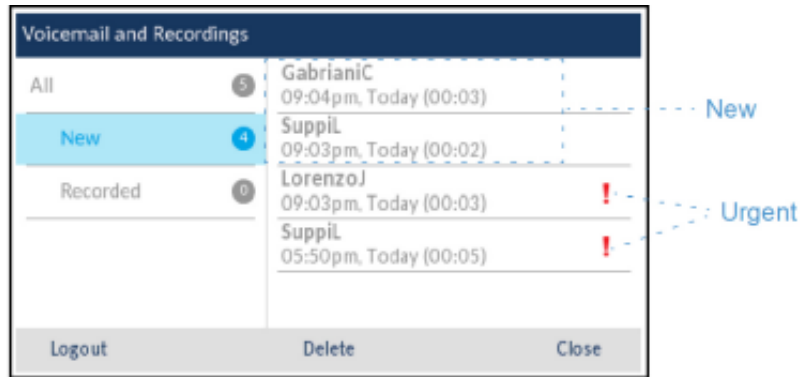 Voicemail and Recordings
All 5
New 4
Recorded 0
GabrianiC
09:04pm, Today (00:03)
SuppiL
09:03pm, Today (00:02)
LorenzoJ
09:03pm, Today (00:03)
!
SuppiL
05:50pm, Today (00:05)
!
New
Urgent
Logout Delete Close